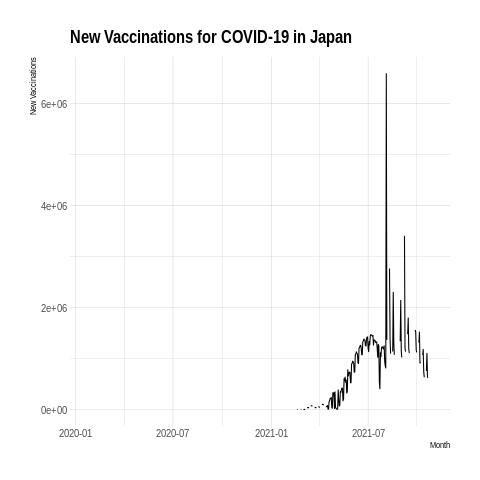 New Vaccinations for COVID-19 in Japan
New Vaccinations
6e+06
4e+06
2e+06
0e+00
2020-01
2020-07
2021-01
2021-07
Month